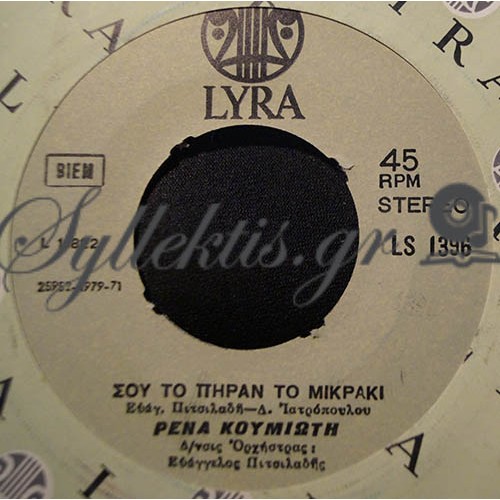 LYRA
BIEM
45
RPM
STEREO
LS 1396
Syllektis.gr
ΣΟΥ ΤΟ ΠΗΡΑΝ ΤΟ ΜΙΚΡΑΚΙ
Εὐάγ. Πιτσιλαδῆ—Δ. Ἰατρόπουλου
ΡΕΝΑ ΚΟΥΜΙΩΤΗ
Δ/νσις Ὀρχήστρας:
Εὐάγγελος Πιτσιλαδῆς